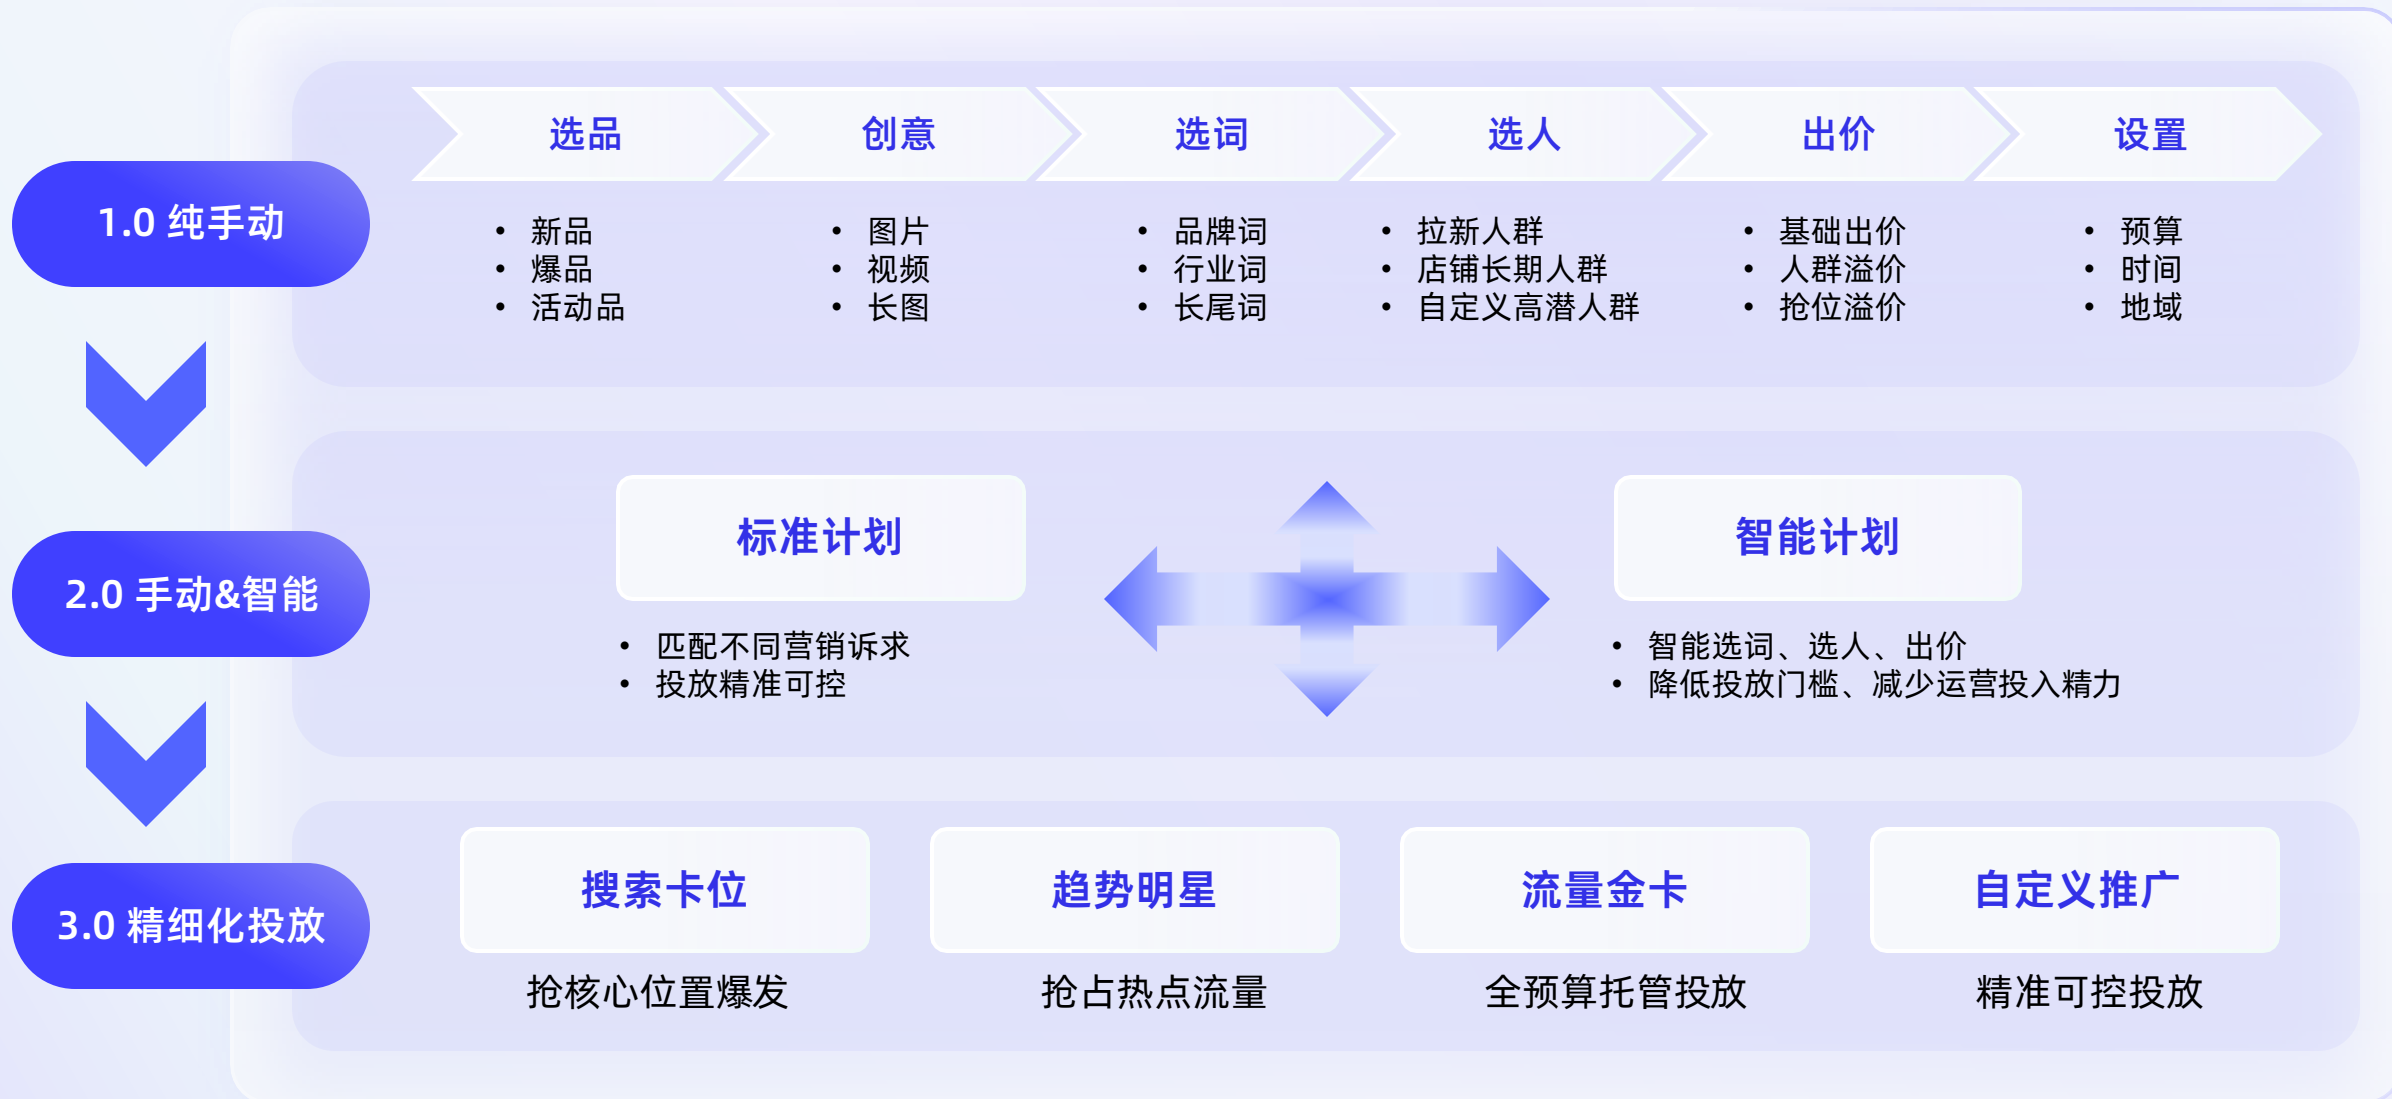 选品
创意
选词
选人
出价
设置
1.0 纯手动
• 新品
• 爆品
• 活动品
• 图片
• 视频
• 长图
• 品牌词
• 行业词
• 长尾词
• 拉新人群
• 店铺长期人群
• 自定义高潜人群
• 基础出价
• 人群溢价
• 抢位溢价
• 预算
• 时间
• 地域
2.0 手动&智能
标准计划
• 匹配不同营销诉求
• 投放精准可控
智能计划
• 智能选词、选人、出价
• 降低投放门槛、减少运营投入精力
3.0 精细化投放
搜索卡位
抢核心位置爆发
趋势明星
抢占热点流量
流量金卡
全预算托管投放
自定义推广
精准可控投放